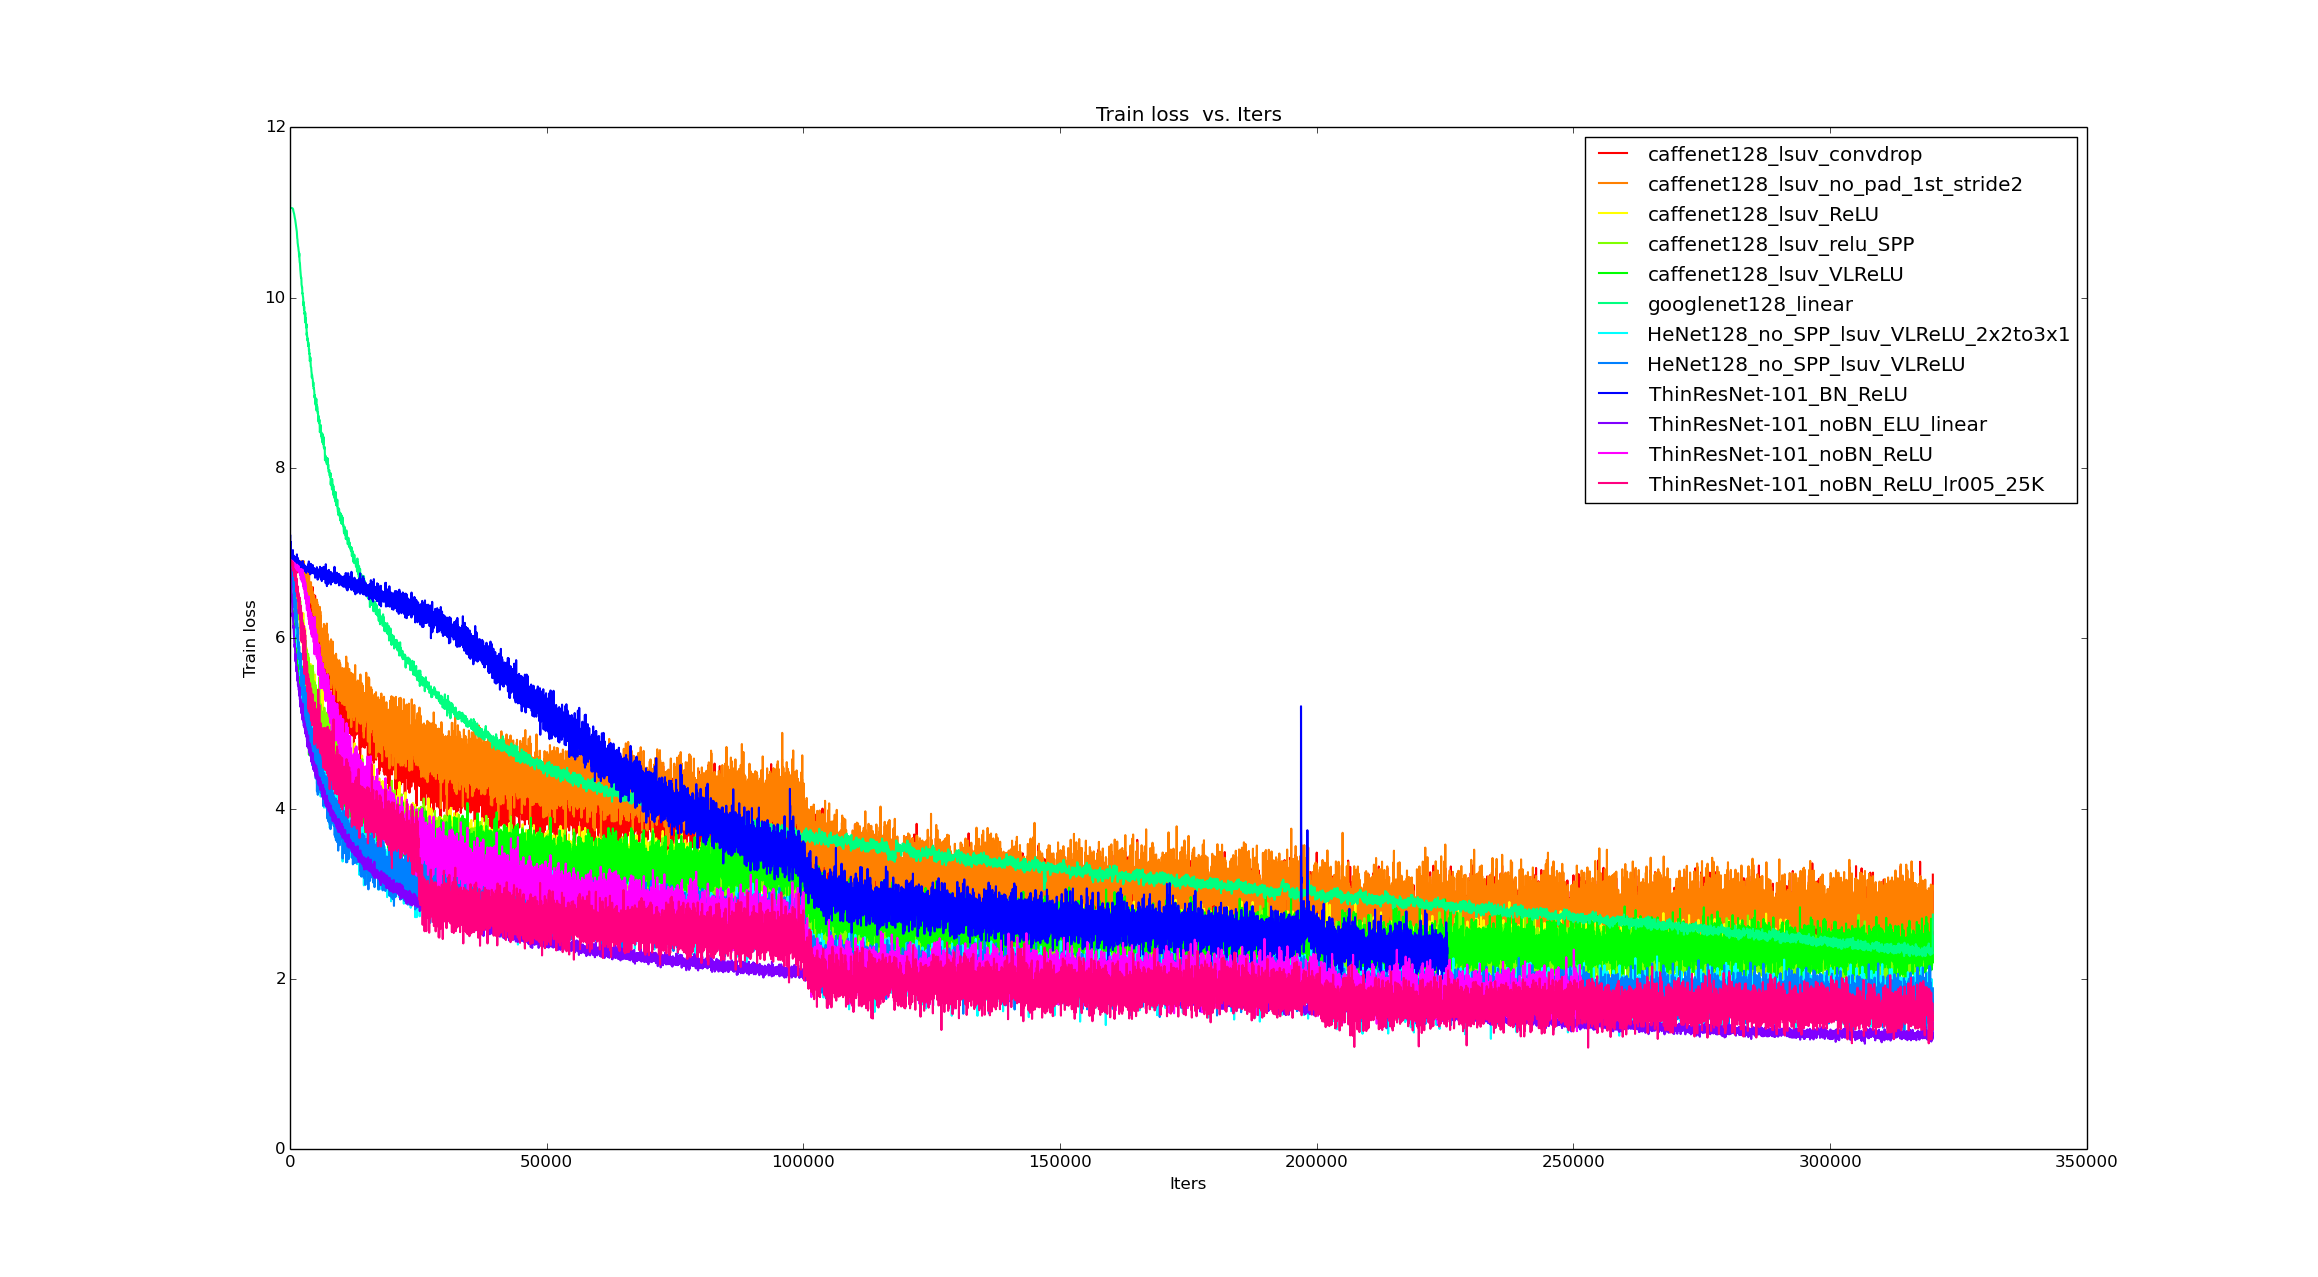 Train loss  vs. Iters
12
10
8
6
4
2
0
Train loss
0 50000 100000 150000 200000 250000 300000 350000
Iters
caffenet128_lsuv_convdrop
caffenet128_lsuv_no_pad_1st_stride2
caffenet128_lsuv_ReLU
caffenet128_lsuv_relu_SPP
caffenet128_lsuv_VLReLU
googlenet128_linear
HeNet128_no_SPP_lsuv_VLReLU_2x2to3x1
HeNet128_no_SPP_lsuv_VLReLU
ThinResNet-101_BN_ReLU
ThinResNet-101_noBN_ELU_linear
ThinResNet-101_noBN_ReLU
ThinResNet-101_noBN_ReLU_lr005_25K